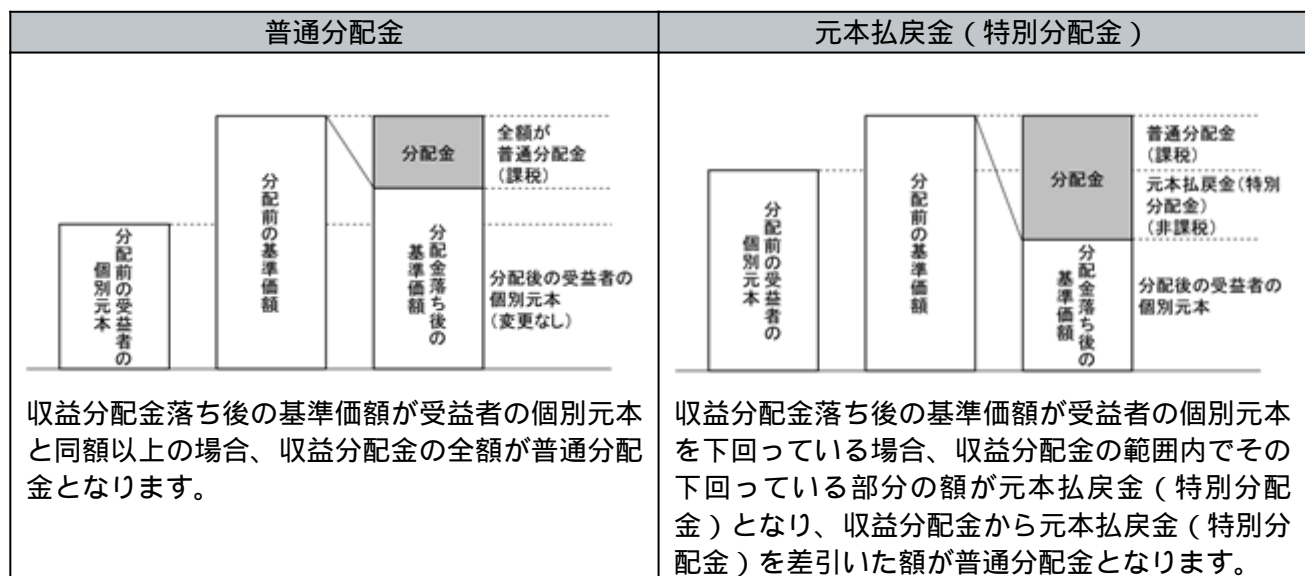 普通分配金
全額が
普通分配金
(課税)
分配金
分配前の基準価額
分配前の受益者の
個別元本
分配金落ち後の
基準価額
分配後の受益者の
個別元本
(変更なし)
収益分配金落ち後の基準価額が受益者の個別元本
と同額以上の場合、収益分配金の全額が普通分配
金となります。
元本払戻金(特別分配金)
普通分配金
(課税)
分配金
元本払戻金(特別
分配金)
(非課税)
分配前の基準価額
分配前の受益者の
個別元本
分配金落ち後の
基準価額
分配後の受益者の
個別元本
収益分配金落ち後の基準価額が受益者の個別元本
を下回っている場合、収益分配金の範囲内でその
下回っている部分の額が元本払戻金(特別分配
金)となり、収益分配金から元本払戻金(特別分
配金)を差引いた額が普通分配金となります。